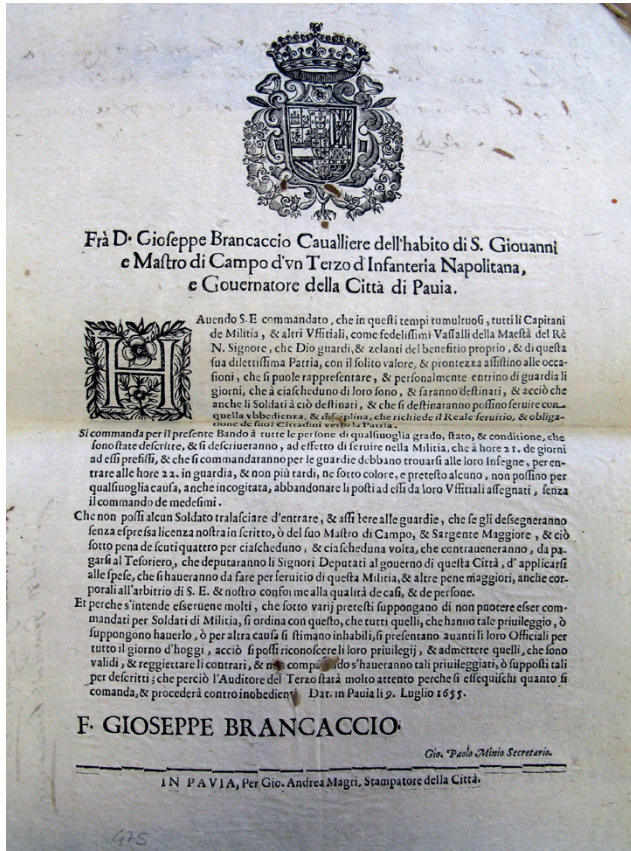 Frà D. Gioseppe Brancaccio Caualliere dell'habito di S. Giouanni
e Maſtro di Campo d'vn Terzo d'Infanteria Napolitana,
e Gouernatore della Città di Pauia.
HAuendo S. E commandato, che in queſti tempi tumultuoſi, tutti li Capitani
de Militia, & altri Vfficiali, come fedeliſſimi Vaſſalli della Maeſtà del Rè
N. Signore, che Dio guardi, & zelanti del benefitio proprio, & di queſta
ſua dilettiſſima Patria, con il ſolito valore, & prontezza aſſiſtino alle occa-
ſioni, che ſi puole rappreſentare, & perſonalmente entrino di guardia li
giorni, che à ciaſcheduno di loro ſono, & ſaranno deſtinati, & acciò che
anche li Soldati à ciò deſtinati, & che ſi deſtinaranno poſſino ſeruire con
quella vbbedienza, & diſciplina, che richiede il Reale ſeruitio, & obliga-
tione de ſuoi Cittadini verſo la Patria.
Si commanda per il preſente Bando à tutte le perſone di qualſiuoglia grado, ſtato, & conditione, che
ſono ſtate deſcritte, & ſi deſcriueranno, ad effetto di ſeruire nella Militia, che à hore 21. de giorni
ad eſſi prefiſſi, & che ſi commandaranno per le guardie debbano trouarſi alle loro Inſegne, per en-
trare alle hore 22. in guardia, & non più tardi, ne ſotto colore, e preteſto alcuno, non poſſino per
qualſiuoglia cauſa, anche incogitata, abbandonare li poſti ad eſſi da loro Vfficiali aſſegnati, ſenza
il commando de medeſimi.
Che non poſſi alcun Soldato tralaſciare d'entrare, & aſſiſtere alle guardie, che ſe gli deſſegneranno
ſenza eſpreſſa licenza noſtra in ſcritto, ò del ſuo Maſtro di Campo, & Sargente Maggiore, & ciò
ſotto pena de ſcuti quattro per ciaſcheduno, & ciaſcheduna volta, che contraueneranno, da pa-
garſi al Teſoriero, che deputaranno li Signori Deputati al gouerno di queſta Città, d' applicarſi
alle ſpeſe, che ſi haueranno da fare per ſeruitio di queſta Militia, & altre pene maggiori, anche cor-
porali all'arbitrio di S. E. & noſtro conforme alla qualità de caſi, & de perſone.
Et perche s'intende eſſeruene molti, che ſotto varij preteſti ſuppongano di non puotere eſſer com-
mandati per Soldati di Militia, ſi ordina con queſto, che tutti quelli, che hanno tale priuileggio, ò
ſuppongono hauerlo, ò per altra cauſa ſi ſtimano inhabili, ſi preſentano auanti li loro Officiali per
tutto il giorno d'hoggi, acciò ſi poſſi riconoſcere li loro priuilegij, & admettere quelli, che ſono
validi, & reggiettare li contrari, & non comparendo s'haueranno tali priuileggiati, ò ſuppoſti tali
per deſcritti; che perciò l'Auditore del Terzo ſtarà molto attento perche ſi eſſequiſchi quanto ſi
comanda, & procederà contro inobedienti. Dat. in Pauia li 9. Luglio 1655.
F. GIOSEPPE BRANCACCIO.
Gio. Paolo Minio Secretario.
IN PAVIA, Per Gio. Andrea Magri, Stampatore della Città.
475